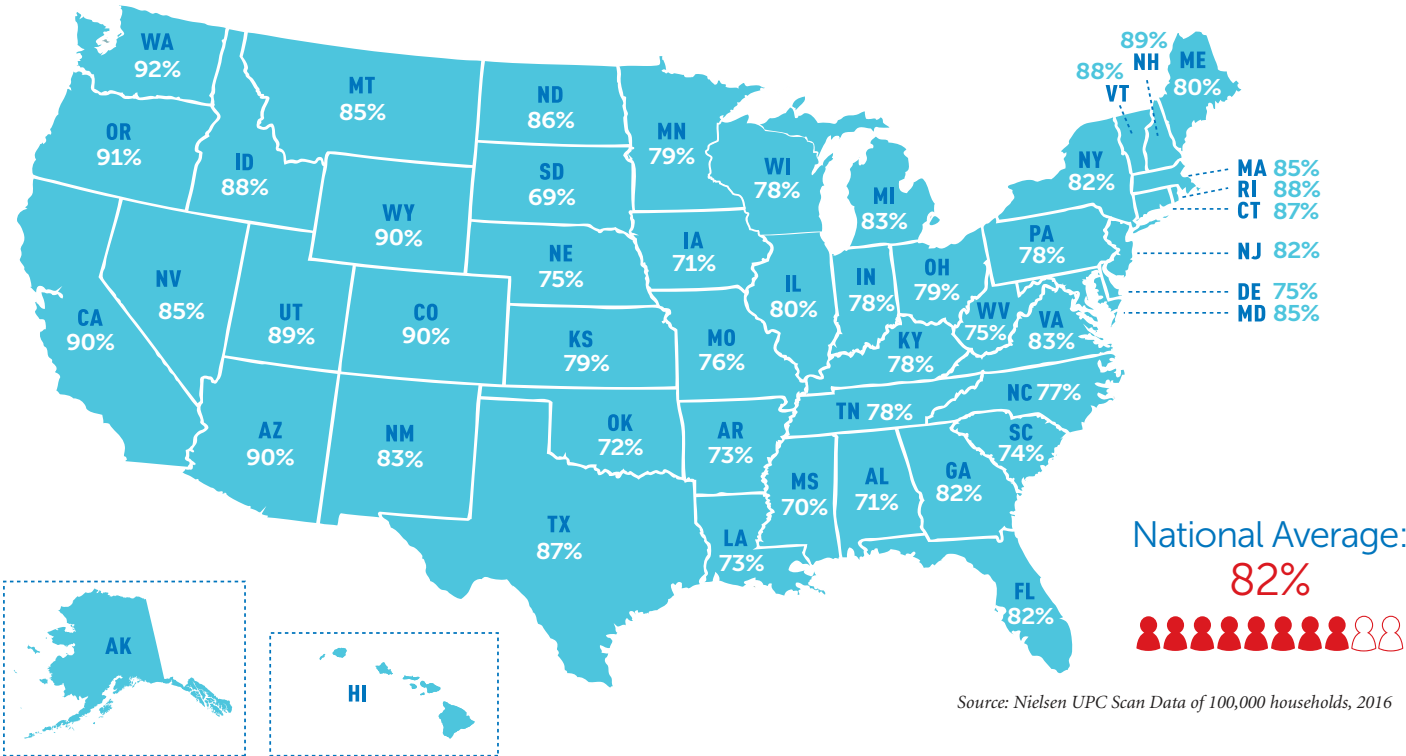 WA
92%
OR
91%
ID
88%
MT
85%
ND
86%
SD
69%
MN
79%
WI
78%
MI
83%
89%
NH
88%
VT
ME
80%
NY
82%
MA 85%
RI 88%
CT 87%
NJ 82%
DE 75%
MD 85%
WY
90%
NE
75%
IA
71%
IL
80%
IN
78%
OH
79%
PA
78%
WV
75%
VA
83%
CA
90%
NV
85%
UT
89%
CO
90%
KS
79%
MO
76%
KY
78%
NC 77%
TN 78%
SC
74%
AZ
90%
NM
83%
OK
72%
AR
73%
MS
70%
AL
71%
GA
82%
TX
87%
LA
73%
FL
82%
AK
HI
National Average:
82%
Source: Nielsen UPC Scan Data of 100,000 households, 2016